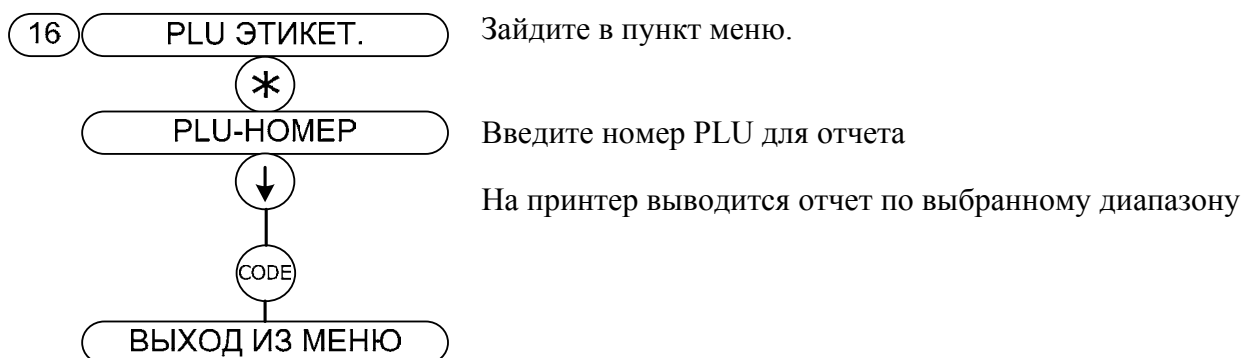 16 PLU ЭТИКЕТ. Зайдите в пункт меню.
*
PLU-НОМЕР Введите номер PLU для отчета
↓ На принтер выводится отчет по выбранному диапазону
CODE
ВЫХОД ИЗ МЕНЮ